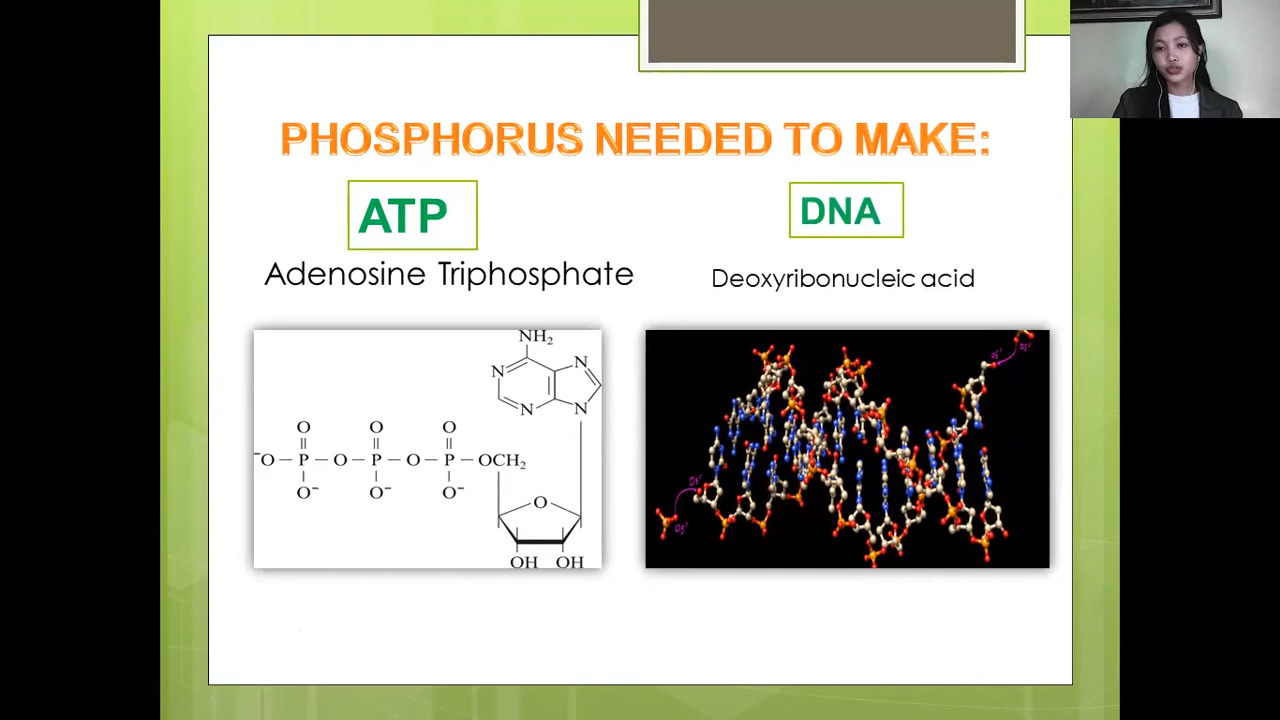 PHOSPHORUS NEEDED TO MAKE:
ATP
DNA
Adenosine Triphosphate
Deoxyribonucleic acid
NH₂
N
N
N
N
O
O
O
⁻O
P
O
P
O
P
OCH₂
O⁻
O⁻
O⁻
O
OH
OH